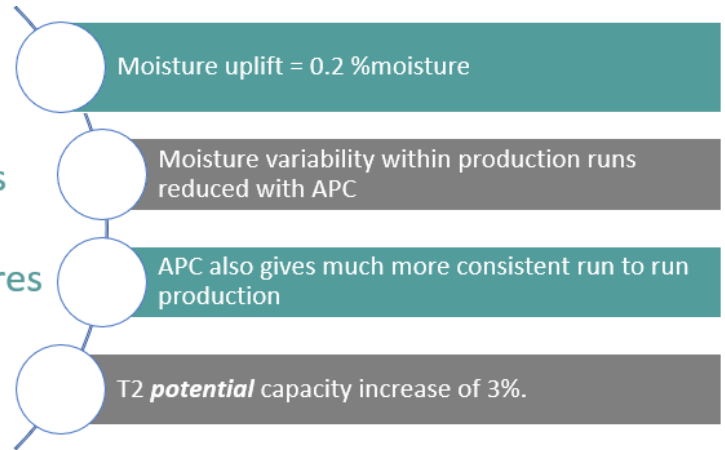 Moisture uplift = 0.2 %moisture
Moisture variability within production runs
reduced with APC
s
APC also gives much more consistent run to run
res
production
T2 potential capacity increase of 3%.